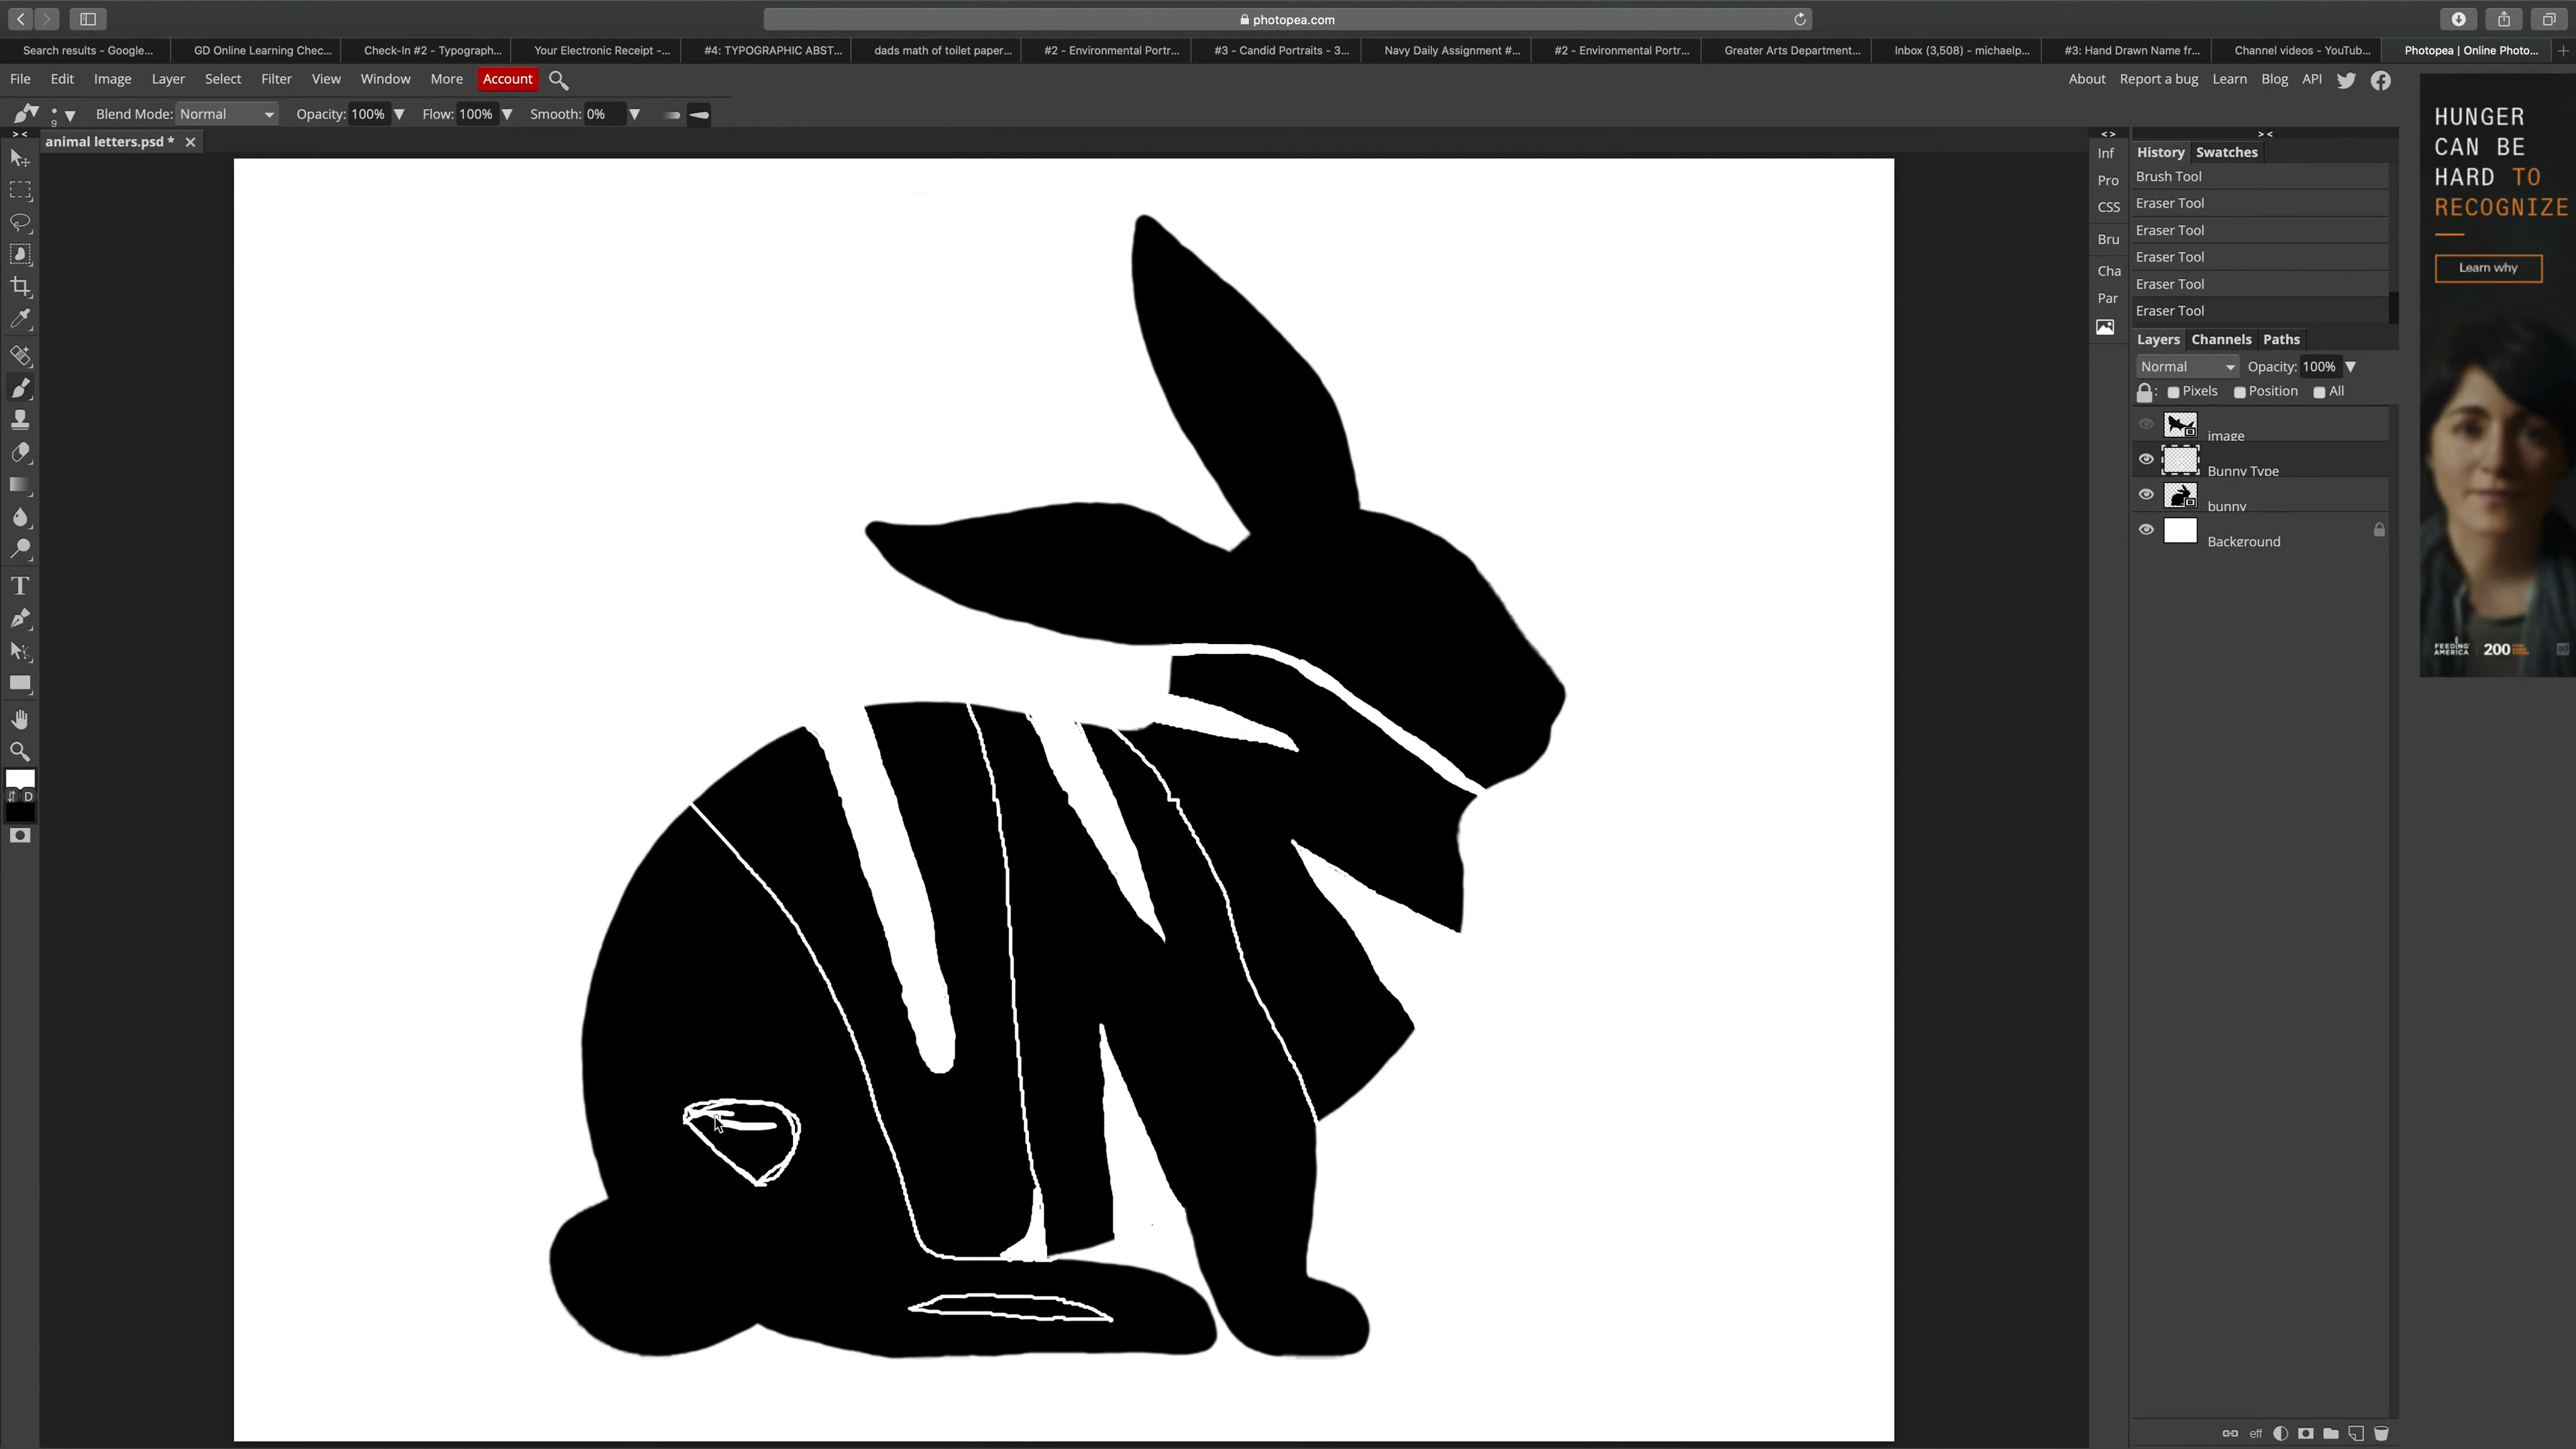 photopea.com
Search results - Google...
GD Online Learning Chec...
Check-In #2 - Typograph...
Your Electronic Receipt -...
#4: TYPOGRAPHIC ABST...
dads math of toilet paper...
#2 - Environmental Portr...
#3 - Candid Portraits - 3...
Navy Daily Assignment #...
#2 - Environmental Portr...
Greater Arts Department...
Inbox (3,508) - michaelp...
#3: Hand Drawn Name fr...
Channel videos - YouTub...
Photopea | Online Photo...
File Edit Image Layer Select Filter View Window More Account
About Report a bug Learn Blog API
9 Blend Mode: Normal Opacity: 100% Flow: 100% Smooth: 0%
animal letters.psd *
Inf
Pro
CSS
Bru
Cha
Par
History Swatches
Brush Tool
Eraser Tool
Eraser Tool
Eraser Tool
Eraser Tool
Eraser Tool
Layers Channels Paths
Normal Opacity: 100%
: Pixels Position All
image
Bunny Type
bunny
Background
eff
D
HUNGER
CAN BE
HARD TO
RECOGNIZE
Learn why
FEEDING
AMERICA
200